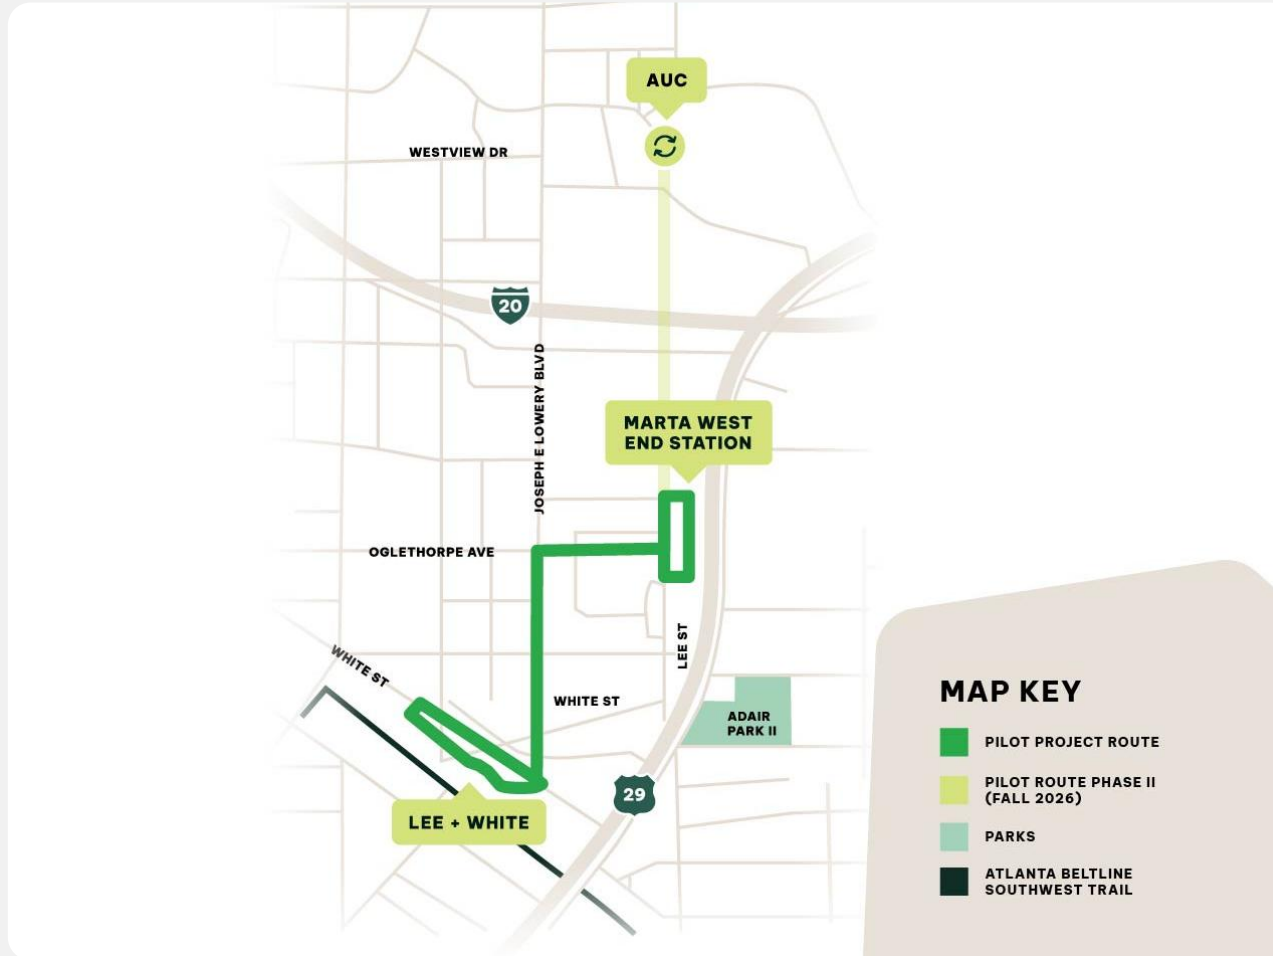 AUC
WESTVIEW DR
20
JOSEPH E LOWERY BLVD
MARTA WEST
END STATION
OGLETHORPE AVE
LEE ST
WHITE ST
WHITE ST
ADAIR
PARK II
29
LEE + WHITE
MAP KEY
PILOT PROJECT ROUTE
PILOT ROUTE PHASE II
(FALL 2026)
PARKS
ATLANTA BELTLINE
SOUTHWEST TRAIL